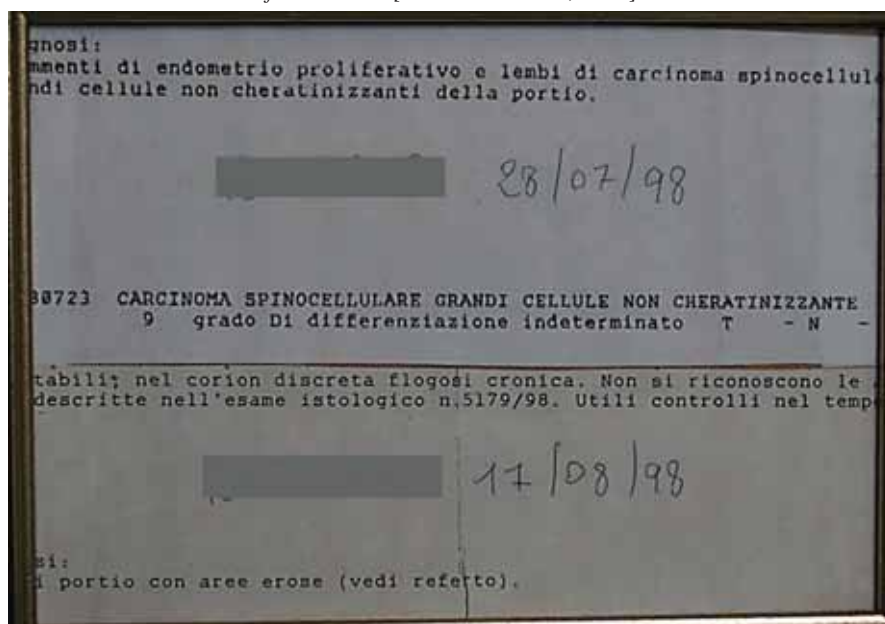 gnosi:
mmenti di endometrio proliferativo e lembi di carcinoma spinocellula
ndi cellule non cheratinizzanti della portio.
28/07/98
80723 CARCINOMA SPINOCELLULARE GRANDI CELLULE NON CHERATINIZZANTE
9 grado Di differenziazione indeterminato T - N -
tabili; nel corion discreta flogosi cronica. Non si riconoscono le
descritte nell'esame istologico n.5179/98. Utili controlli nel temp
17/08/98
si:
i portio con aree erose (vedi referto).